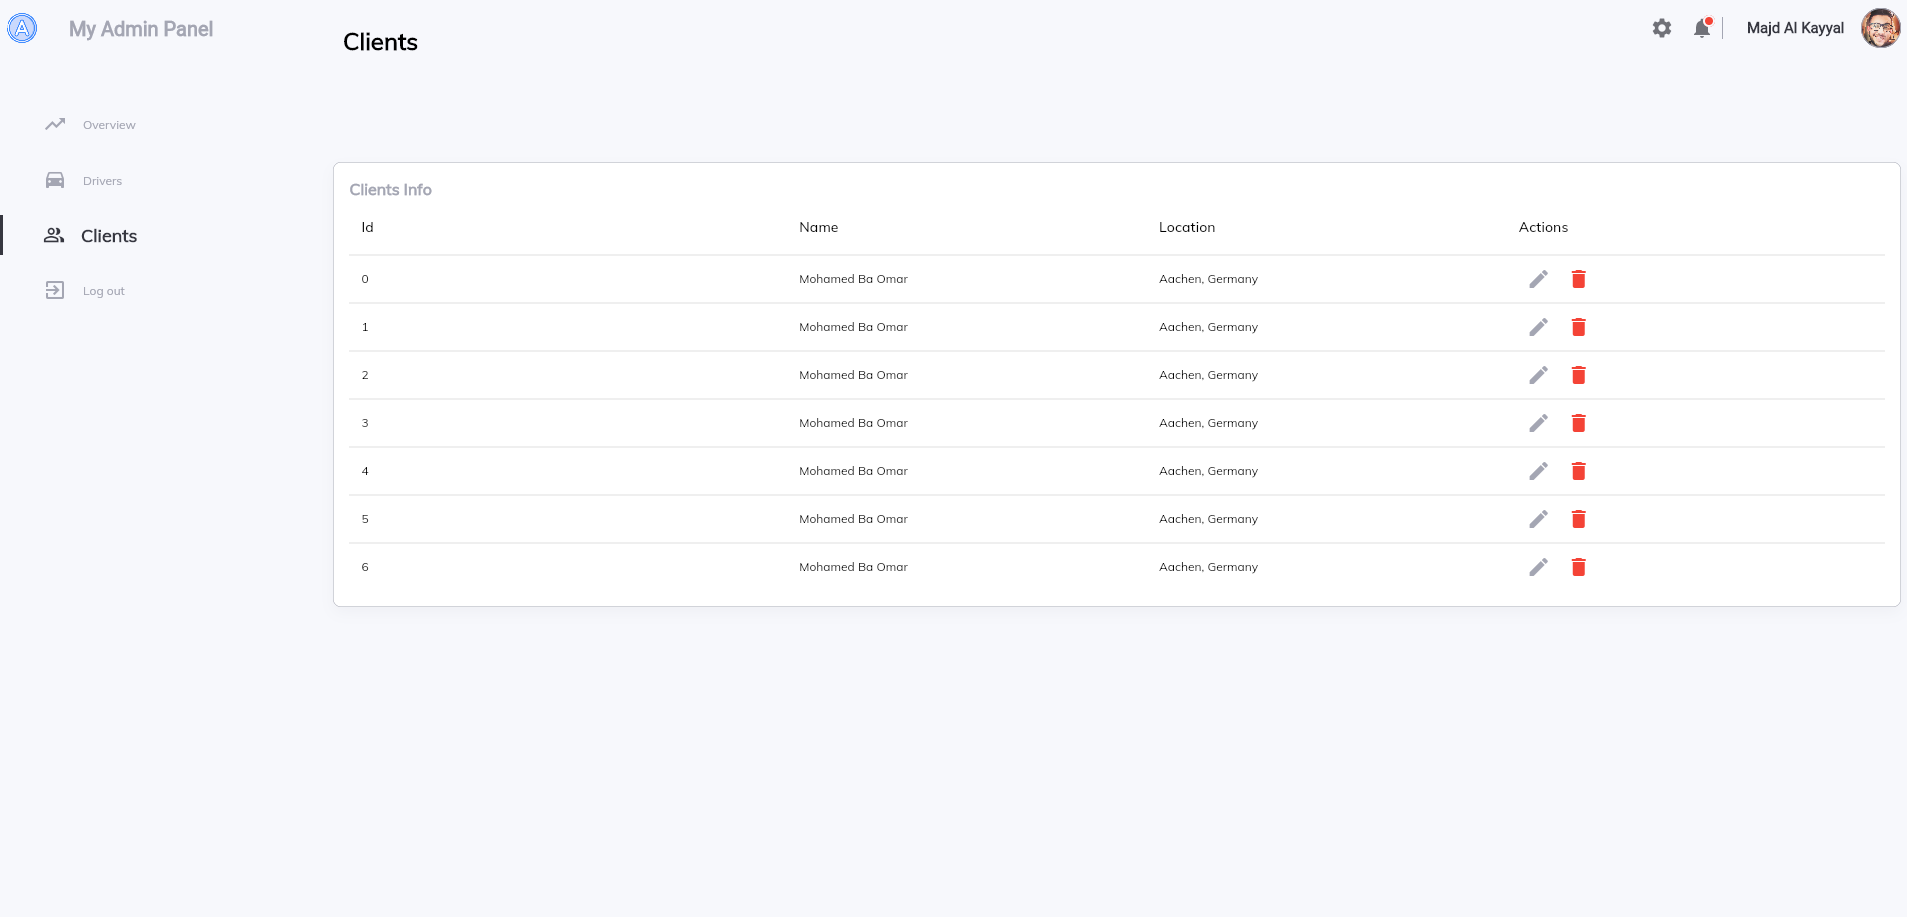 A My Admin Panel
Clients
Majd Al Kayyal
Overview
Drivers
Clients
Log out
Clients Info
Id Name Location Actions
0 Mohamed Ba Omar Aachen, Germany
1 Mohamed Ba Omar Aachen, Germany
2 Mohamed Ba Omar Aachen, Germany
3 Mohamed Ba Omar Aachen, Germany
4 Mohamed Ba Omar Aachen, Germany
5 Mohamed Ba Omar Aachen, Germany
6 Mohamed Ba Omar Aachen, Germany